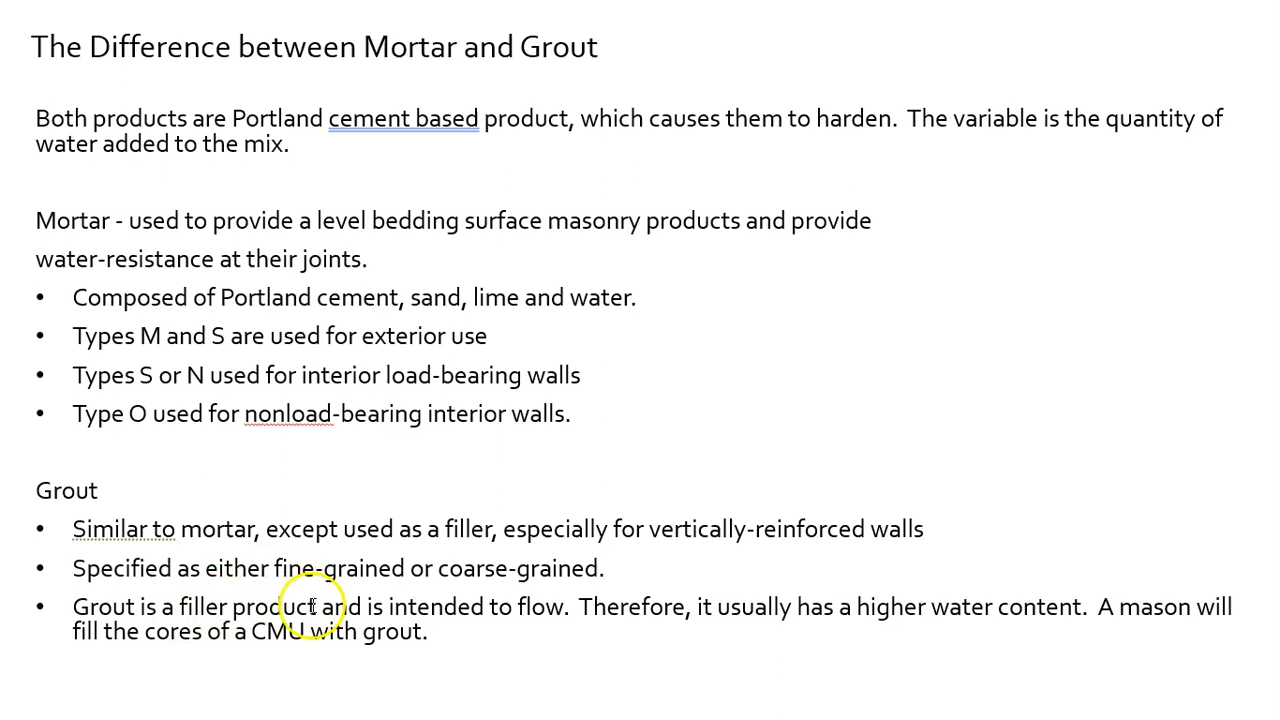 The Difference between Mortar and Grout
Both products are Portland cement based product, which causes them to harden.  The variable is the quantity of
water added to the mix.
Mortar - used to provide a level bedding surface masonry products and provide
water-resistance at their joints.
• Composed of Portland cement, sand, lime and water.
• Types M and S are used for exterior use
• Types S or N used for interior load-bearing walls
• Type O used for nonload-bearing interior walls.
Grout
• Similar to mortar, except used as a filler, especially for vertically-reinforced walls
• Specified as either fine-grained or coarse-grained.
• Grout is a filler product and is intended to flow.  Therefore, it usually has a higher water content.  A mason will
fill the cores of a CMU with grout.